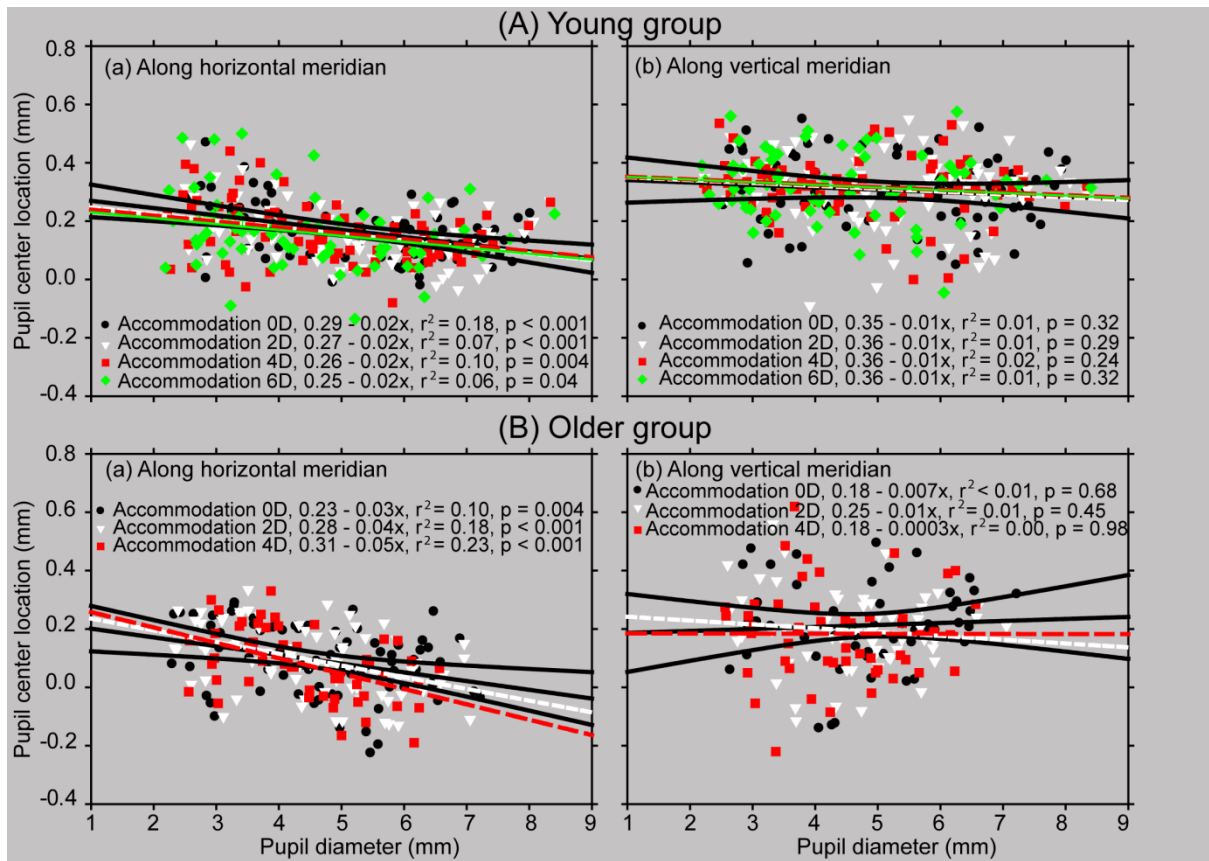 (A) Young group
(a) Along horizontal meridian
(b) Along vertical meridian
Pupil center location (mm)
0.8
0.6
0.4
0.2
0.0
-0.2
-0.4
Accommodation 0D, 0.29 - 0.02x, r² = 0.18, p < 0.001
Accommodation 2D, 0.27 - 0.02x, r² = 0.07, p < 0.001
Accommodation 4D, 0.26 - 0.02x, r² = 0.10, p = 0.004
Accommodation 6D, 0.25 - 0.02x, r² = 0.06, p = 0.04
Accommodation 0D, 0.35 - 0.01x, r² = 0.01, p = 0.32
Accommodation 2D, 0.36 - 0.01x, r² = 0.01, p = 0.29
Accommodation 4D, 0.36 - 0.01x, r² = 0.02, p = 0.24
Accommodation 6D, 0.36 - 0.01x, r² = 0.01, p = 0.32
(B) Older group
(a) Along horizontal meridian
(b) Along vertical meridian
Pupil center location (mm)
0.8
0.6
0.4
0.2
0.0
-0.2
-0.4
Accommodation 0D, 0.23 - 0.03x, r² = 0.10, p = 0.004
Accommodation 2D, 0.28 - 0.04x, r² = 0.18, p < 0.001
Accommodation 4D, 0.31 - 0.05x, r² = 0.23, p < 0.001
Accommodation 0D, 0.18 - 0.007x, r² < 0.01, p = 0.68
Accommodation 2D, 0.25 - 0.01x, r² = 0.01, p = 0.45
Accommodation 4D, 0.18 - 0.0003x, r² = 0.00, p = 0.98
1 2 3 4 5 6 7 8 9
1 2 3 4 5 6 7 8 9
Pupil diameter (mm)
Pupil diameter (mm)